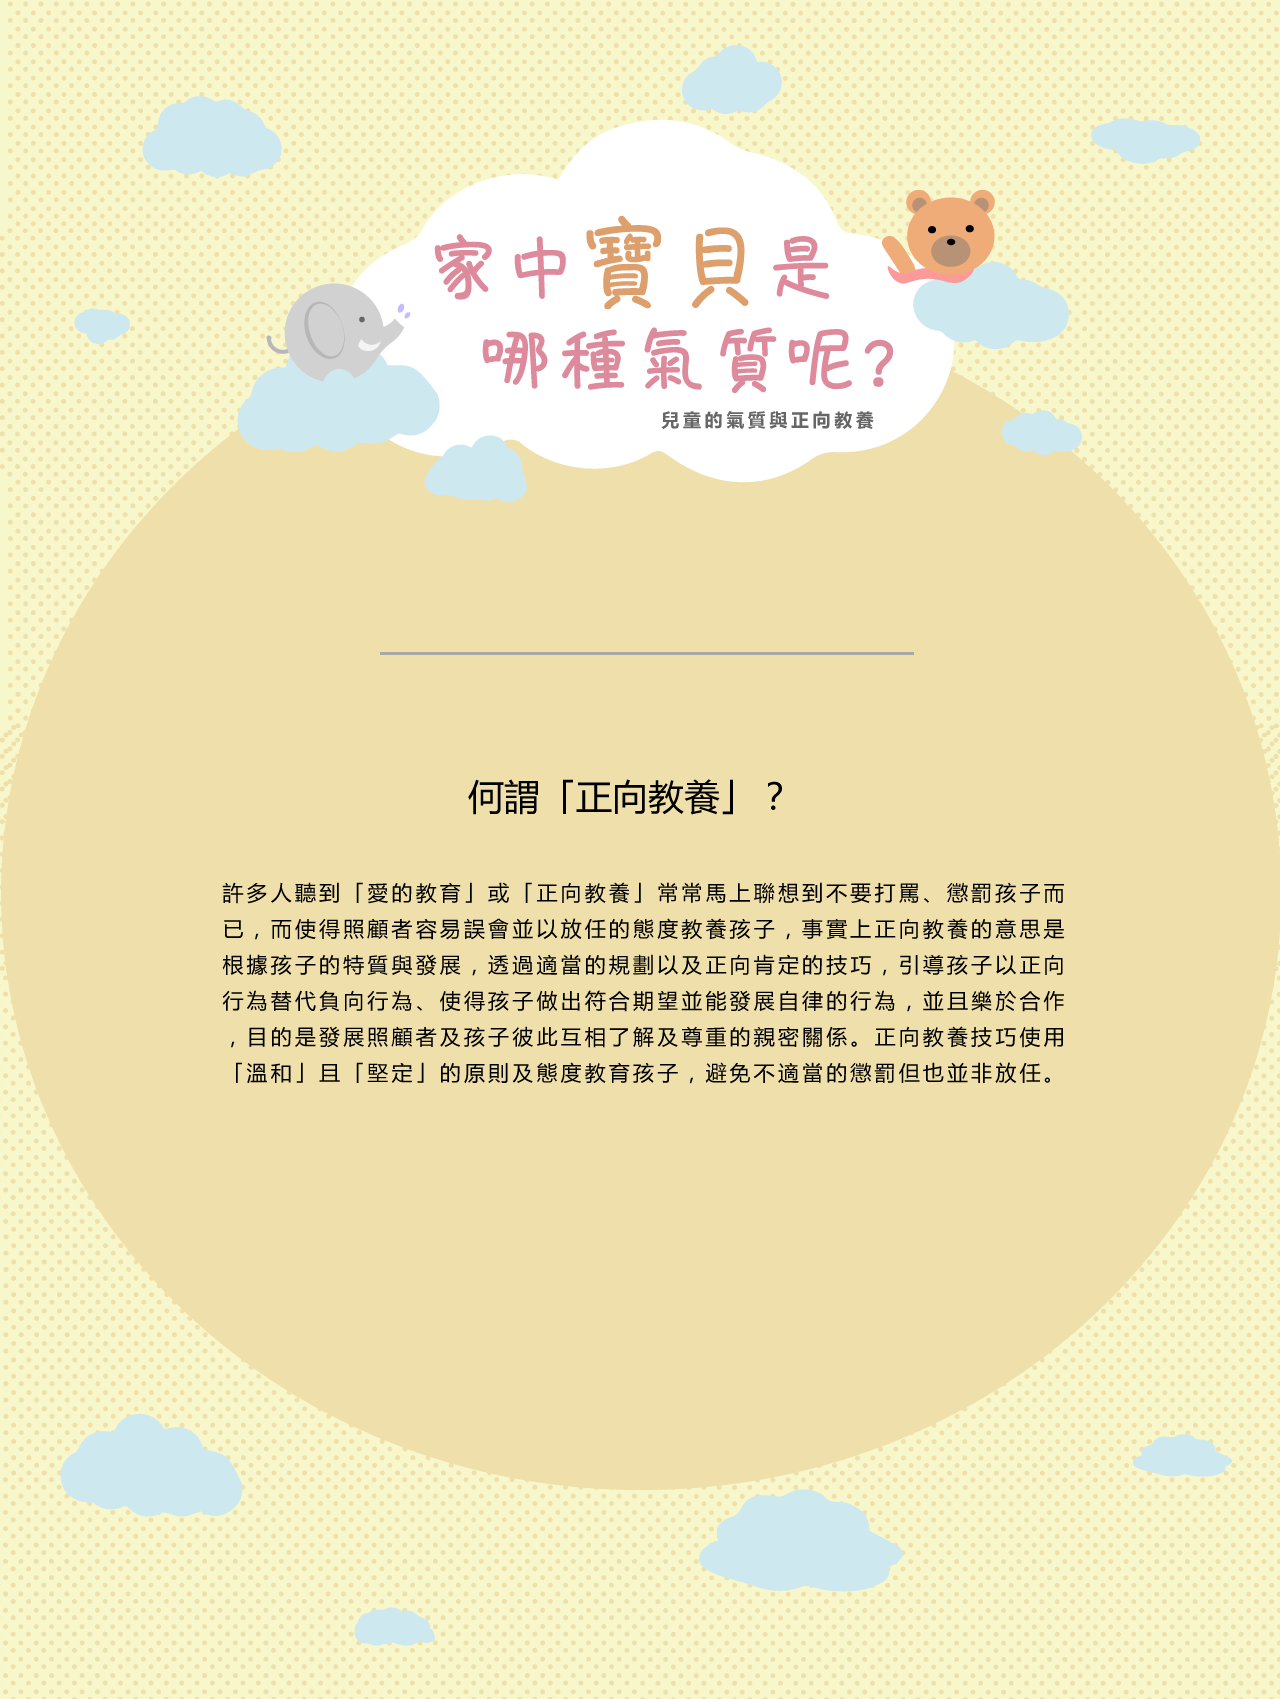 家中寶貝是
哪種氣質呢?
兒童的氣質與正向教養
何謂「正向教養」？
許多人聽到「愛的教育」或「正向教養」常常馬上聯想到不要打罵、懲罰孩子而
已，而使得照顧者容易誤會並以放任的態度教養孩子，事實上正向教養的意思是
根據孩子的特質與發展，透過適當的規劃以及正向肯定的技巧，引導孩子以正向
行為替代負向行為、使得孩子做出符合期望並能發展自律的行為，並且樂於合作
，目的是發展照顧者及孩子彼此互相了解及尊重的親密關係。正向教養技巧使用
「溫和」且「堅定」的原則及態度教育孩子，避免不適當的懲罰但也並非放任。